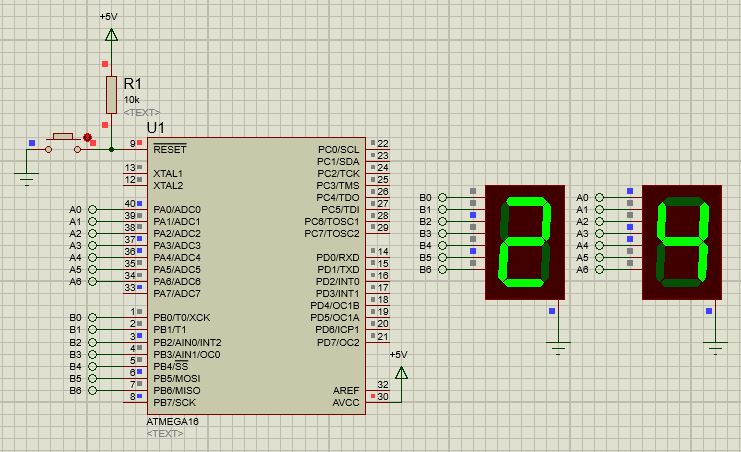 +5V
R1
10k
<TEXT>
U1
9 RESET
13 XTAL1
12 XTAL2
A0 40 PA0/ADC0
A1 39 PA1/ADC1
A2 38 PA2/ADC2
A3 37 PA3/ADC3
A4 36 PA4/ADC4
A5 35 PA5/ADC5
A6 34 PA6/ADC6
33 PA7/ADC7
B0 1 PB0/T0/XCK
B1 2 PB1/T1
B2 3 PB2/AIN0/INT2
B3 4 PB3/AIN1/OC0
B4 5 PB4/SS
B5 6 PB5/MOSI
B6 7 PB6/MISO
8 PB7/SCK
PC0/SCL 22
PC1/SDA 23
PC2/TCK 24
PC3/TMS 25
PC4/TDO 26
PC5/TDI 27
PC6/TOSC1 28
PC7/TOSC2 29
PD0/RXD 14
PD1/TXD 15
PD2/INT0 16
PD3/INT1 17
PD4/OC1B 18
PD5/OC1A 19
PD6/ICP1 20
PD7/OC2 21
+5V
AREF 32
AVCC 30
ATMEGA16
<TEXT>
B0
B1
B2
B3
B4
B5
B6
2
A0
A1
A2
A3
A4
A5
A6
4